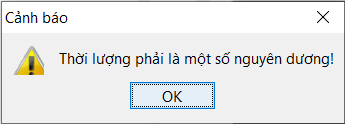 Cảnh báo
Thời lượng phải là một số nguyên dương!
OK